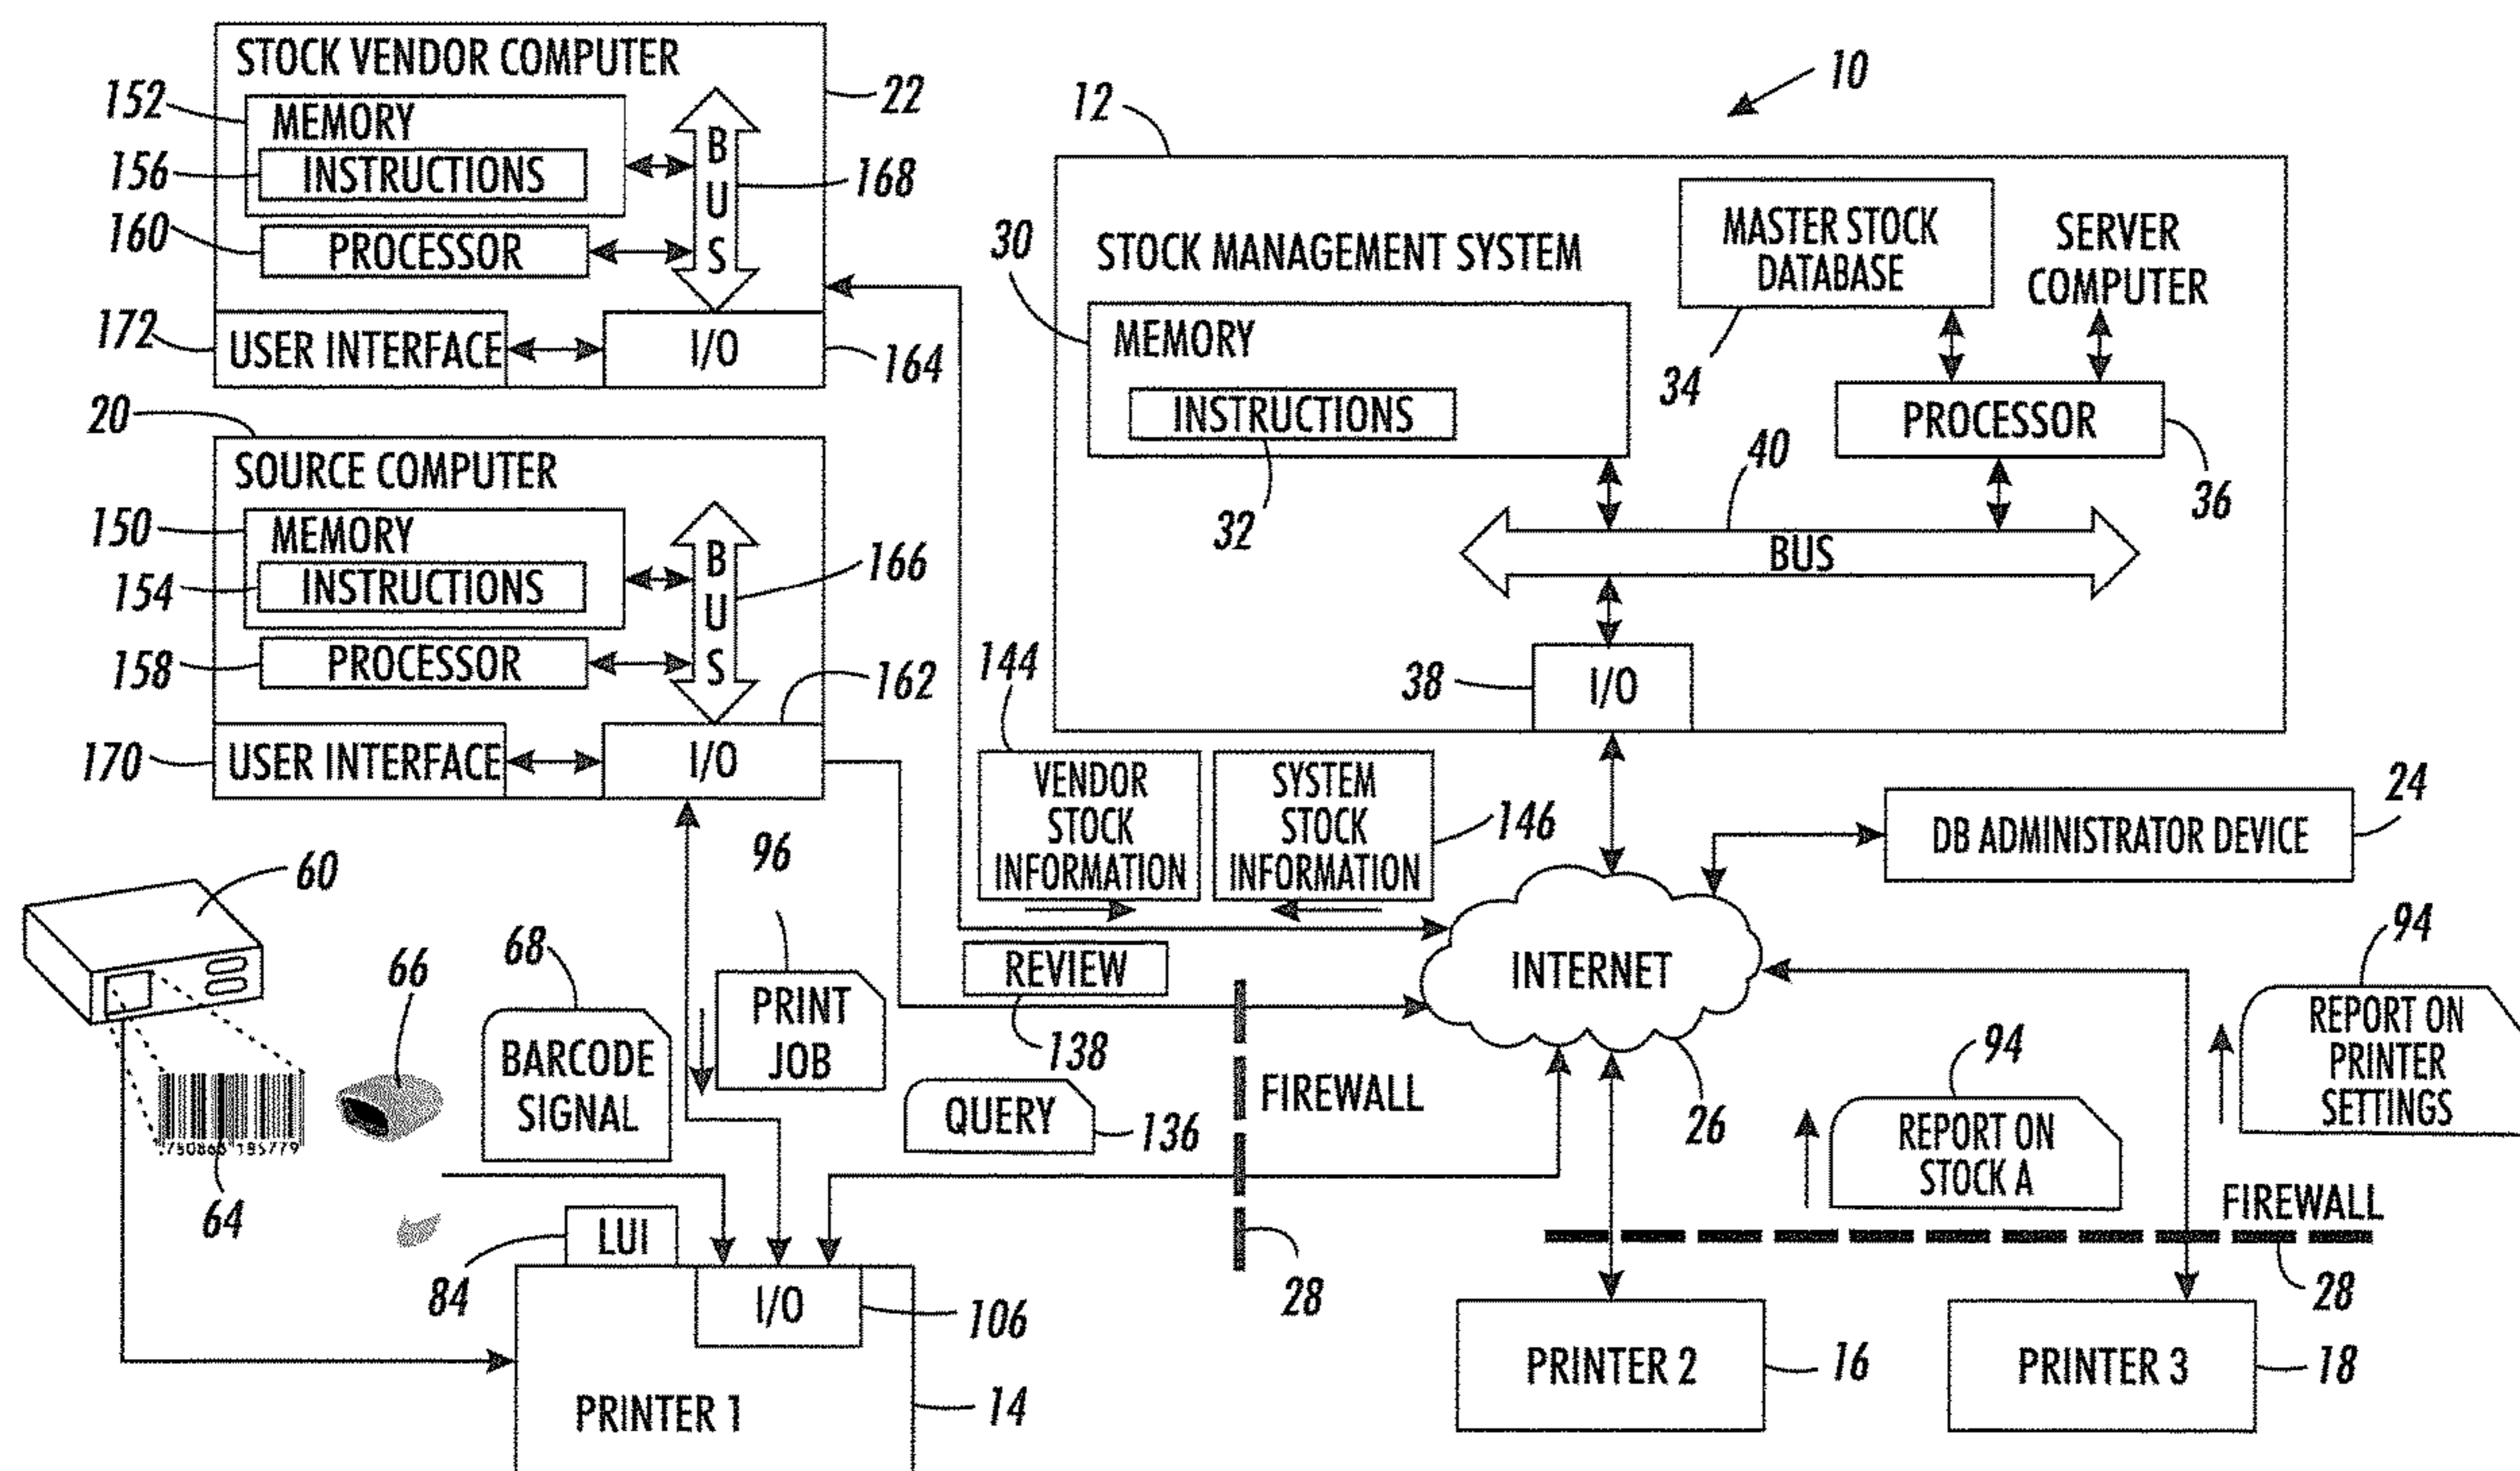 STOCK VENDOR COMPUTER
152
MEMORY
156
INSTRUCTIONS
160
PROCESSOR
BUS
22
168
172
USER INTERFACE
I/O
164
20
SOURCE COMPUTER
150
MEMORY
154
INSTRUCTIONS
158
PROCESSOR
BUS
166
162
170
USER INTERFACE
I/O
10
12
30
STOCK MANAGEMENT SYSTEM
MASTER STOCK
DATABASE
SERVER
COMPUTER
MEMORY
INSTRUCTIONS
32
34
PROCESSOR
36
40
BUS
38
I/O
144
VENDOR
STOCK
INFORMATION
SYSTEM
STOCK
INFORMATION
146
DB ADMINISTRATOR DEVICE
24
60
66
68
BARCODE
SIGNAL
96
PRINT
JOB
REVIEW
138
QUERY
136
FIREWALL
28
INTERNET
26
94
REPORT ON
STOCK A
94
REPORT ON
PRINTER
SETTINGS
FIREWALL
28
64
84
LUI
I/O
106
PRINTER 1
14
PRINTER 2
16
PRINTER 3
18